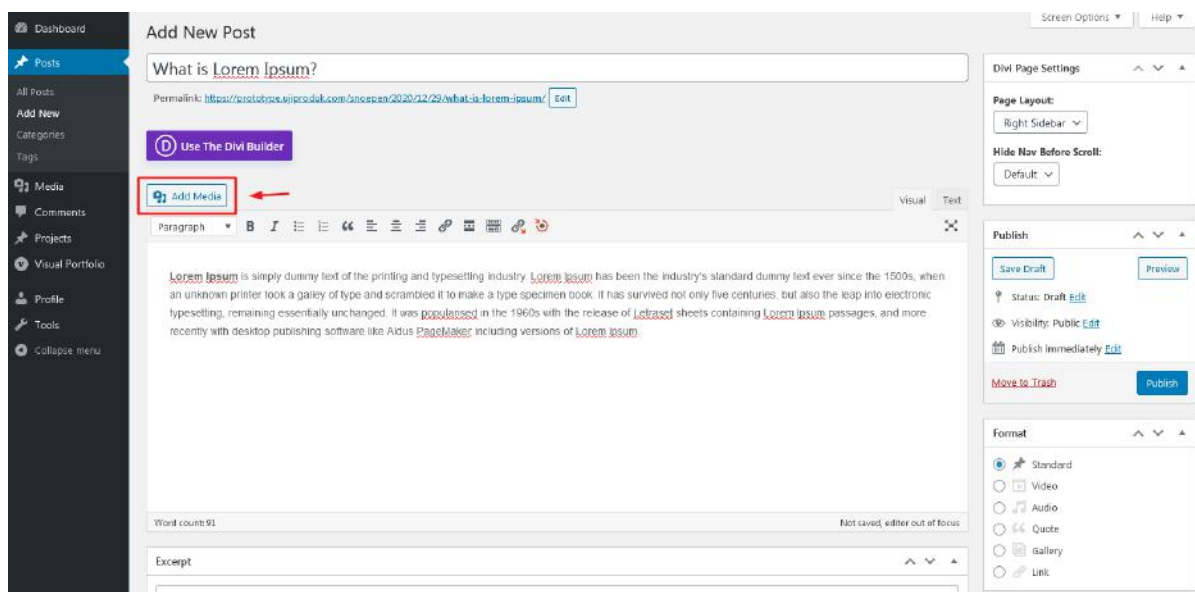 Screen Options
Help
Dashboard
Posts
All Posts
Add New
Categories
Tags
Media
Comments
Projects
Visual Portfolio
Profile
Tools
Collapse menu
Add New Post
What is Lorem Ipsum?
Permalink: https://prototype.ujiproduk.com/snoepen/2020/12/29/what-is-lorem-ipsum/ Edit
D Use The Divi Builder
Add Media
Visual Text
Paragraph B I
Lorem Ipsum is simply dummy text of the printing and typesetting industry. Lorem Ipsum has been the industry's standard dummy text ever since the 1500s, when
an unknown printer took a galley of type and scrambled it to make a type specimen book. It has survived not only five centuries, but also the leap into electronic
typesetting, remaining essentially unchanged. It was popularised in the 1960s with the release of Letraset sheets containing Lorem Ipsum passages, and more
recently with desktop publishing software like Aldus PageMaker including versions of Lorem Ipsum.
Word count: 91
Not saved, editor out of focus
Excerpt
Divi Page Settings
Page Layout:
Right Sidebar
Hide Nav Before Scroll:
Default
Publish
Save Draft Preview
Status: Draft Edit
Visibility: Public Edit
Publish immediately Edit
Move to Trash Publish
Format
Standard
Video
Audio
Quote
Gallery
Link